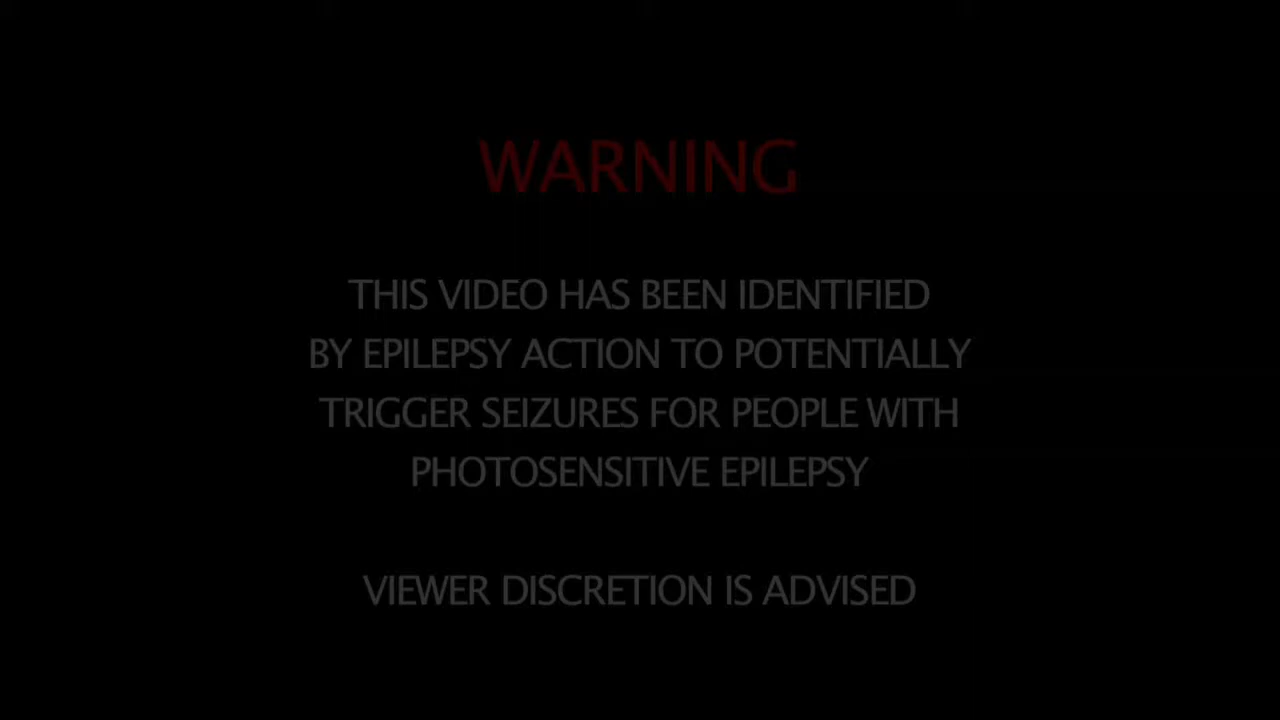 WARNING
THIS VIDEO HAS BEEN IDENTIFIED
BY EPILEPSY ACTION TO POTENTIALLY
TRIGGER SEIZURES FOR PEOPLE WITH
PHOTOSENSITIVE EPILEPSY
VIEWER DISCRETION IS ADVISED